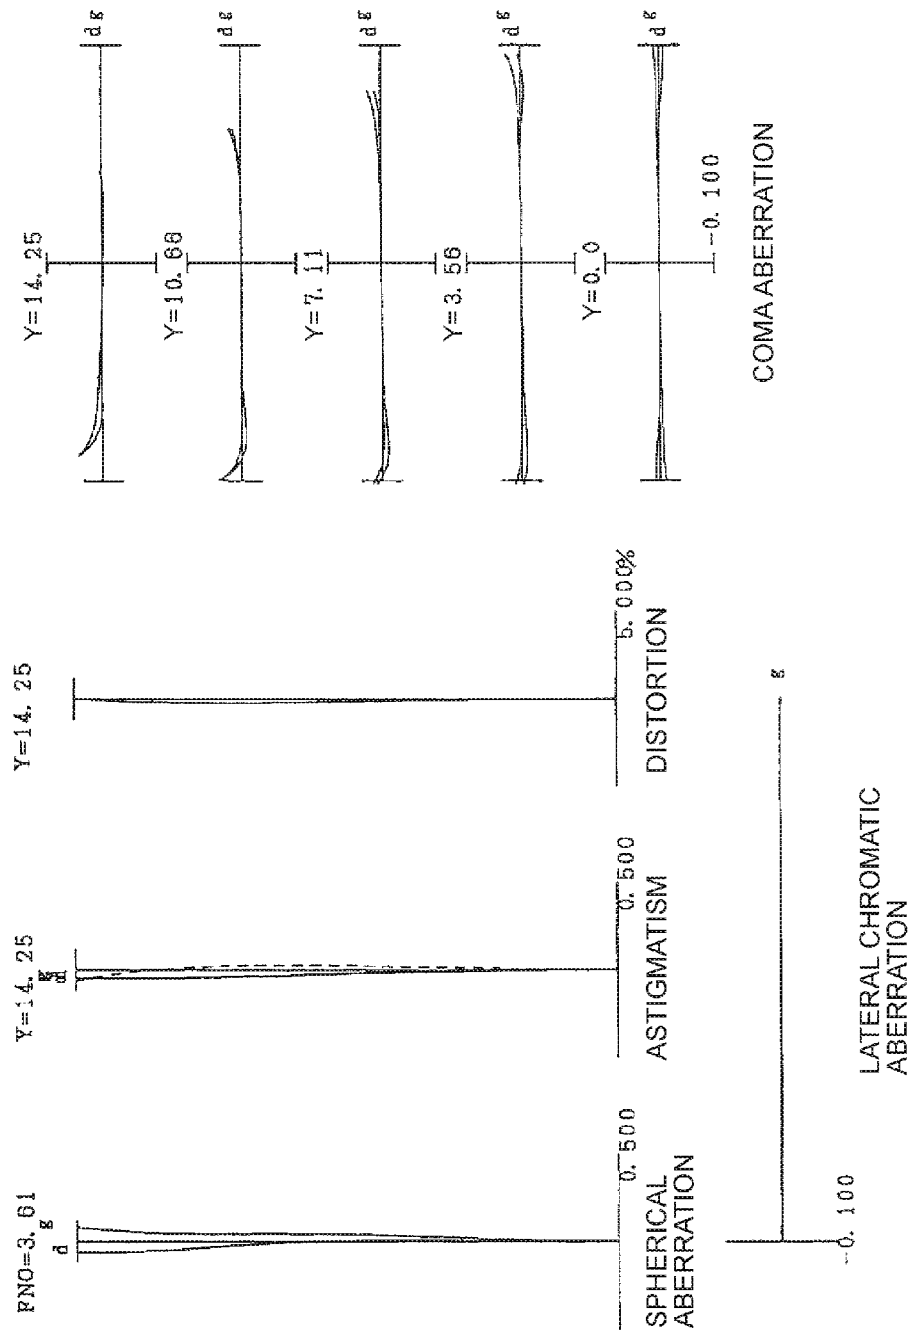 FNO=3. 61
d g
0. 500
SPHERICAL
ABERRATION
Y=14. 25
d g
0. 500
ASTIGMATISM
Y=14. 25
5. 000%
DISTORTION
Y=14. 25
d g
Y=10. 66
d g
Y=7. 11
d g
Y=3. 56
d g
Y=0. 0
d g
-0. 100
COMA ABERRATION
g
-0. 100
LATERAL CHROMATIC
ABERRATION